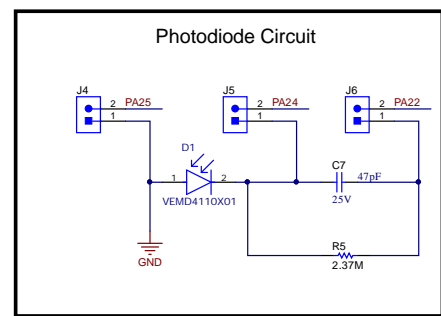 Photodiode Circuit
J4
2
PA25
1
J5
2
PA24
1
J6
2
PA22
1
D1
1
2
VEMD4110X01
C7
47pF
25V
GND
R5
2.37M